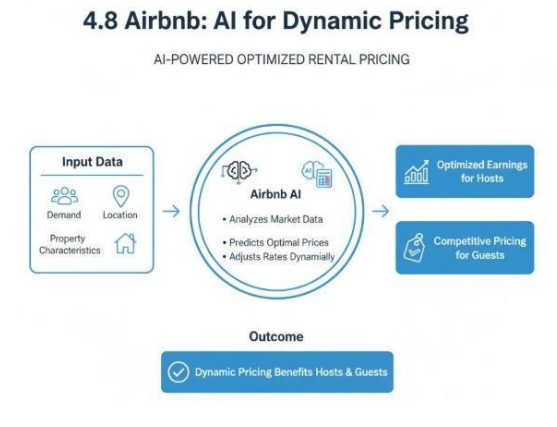 4.8 Airbnb: AI for Dynamic Pricing
AI-POWERED OPTIMIZED RENTAL PRICING
Input Data
Demand
Location
Property
Characteristics
AI
Airbnb AI
• Analyzes Market Data
• Predicts Optimal Prices
• Adjusts Rates Dynamially
Optimized Earnings
for Hosts
Competitive Pricing
for Guests
Outcome
Dynamic Pricing Benefits Hosts & Guests